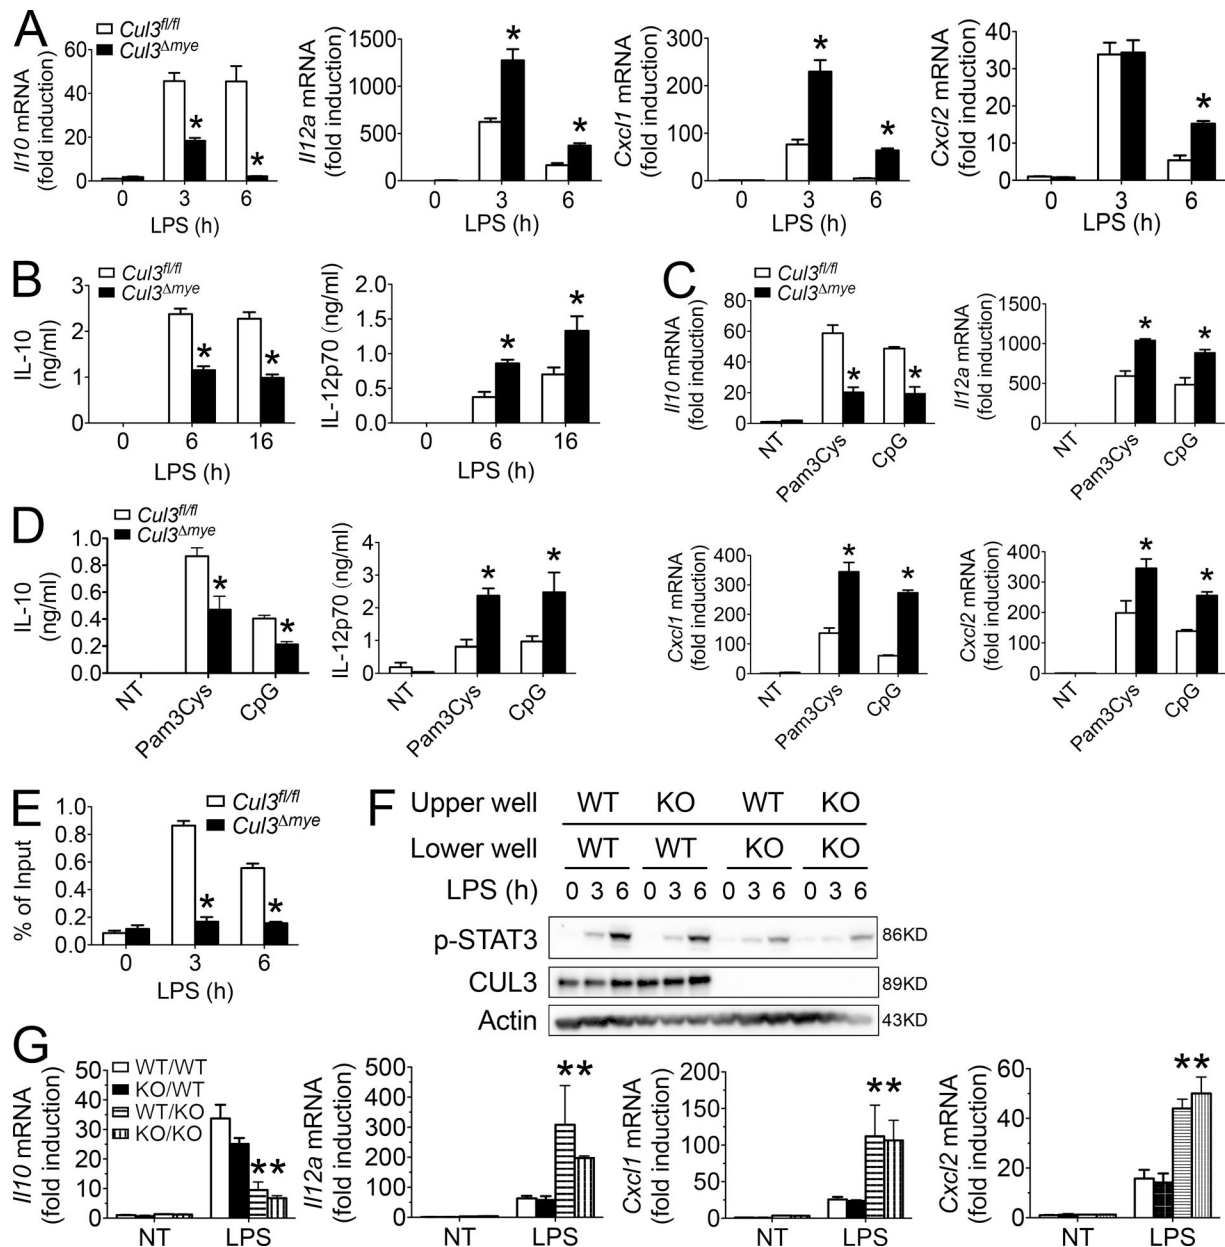 A
Cul3fl/fl
Cul3Δmye
Il10 mRNA
(fold induction)
60
40
20
0
*
*
0 3 6
LPS (h)
Il12a mRNA
(fold induction)
1500
1000
500
0
*
*
0 3 6
LPS (h)
Cxcl1 mRNA
(fold induction)
300
225
150
75
0
*
*
0 3 6
LPS (h)
Cxcl2 mRNA
(fold induction)
40
30
20
10
0
*
0 3 6
LPS (h)
B
Cul3fl/fl
Cul3Δmye
IL-10
(ng/ml)
3
2
1
0
*
*
0 6 16
LPS (h)
IL-12p70 (ng/ml)
2.0
1.5
1.0
0.5
0.0
*
*
0 6 16
LPS (h)
C
Cul3fl/fl
Cul3Δmye
Il10 mRNA
(fold induction)
80
60
40
20
0
*
*
NT Pam3Cys CpG
Il12a mRNA
(fold induction)
1500
1000
500
0
*
*
NT Pam3Cys CpG
Cxcl1 mRNA
(fold induction)
400
300
200
100
0
*
*
NT Pam3Cys CpG
Cxcl2 mRNA
(fold induction)
400
300
200
100
0
*
*
NT Pam3Cys CpG
D
Cul3fl/fl
Cul3Δmye
IL-10
(ng/ml)
1.0
0.8
0.6
0.4
0.2
0
*
*
NT Pam3Cys CpG
IL-12p70 (ng/ml)
4
3
2
1
0
*
*
NT Pam3Cys CpG
E
Cul3fl/fl
Cul3Δmye
% of Input
1.0
0.8
0.6
0.4
0.2
0.0
*
*
0 3 6
LPS (h)
F
Upper well WT KO WT KO
Lower well WT WT KO KO
LPS (h) 0 3 6 0 3 6 0 3 6 0 3 6
p-STAT3 86KD
CUL3 89KD
Actin 43KD
G
WT/WT
KO/WT
WT/KO
KO/KO
Il10 mRNA
(fold induction)
50
40
30
20
10
0
**
NT LPS
Il12a mRNA
(fold induction)
500
400
300
200
100
0
**
NT LPS
Cxcl1 mRNA
(fold induction)
200
150
100
50
0
**
NT LPS
Cxcl2 mRNA
(fold induction)
60
40
20
0
**
NT LPS